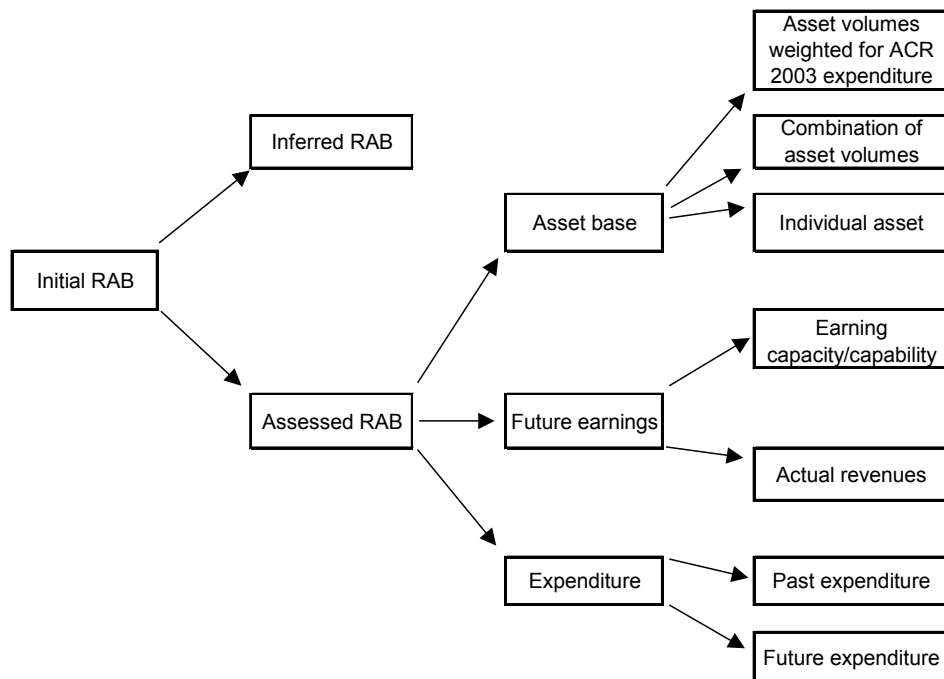 Asset volumes
weighted for ACR
2003 expenditure
Inferred RAB
Combination of
asset volumes
Asset base
Individual asset
Initial RAB
Earning
capacity/capability
Assessed RAB
Future earnings
Actual revenues
Expenditure
Past expenditure
Future expenditure